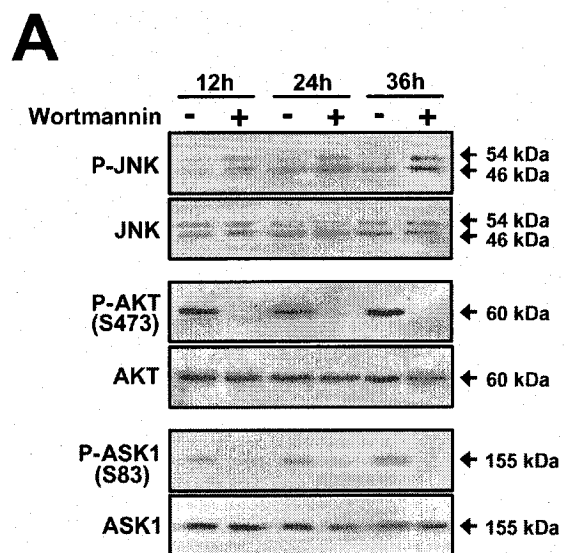 A
12h 24h 36h
Wortmannin - + - + - +
P-JNK ← 54 kDa
← 46 kDa
JNK ← 54 kDa
← 46 kDa
P-AKT
(S473) ← 60 kDa
AKT ← 60 kDa
P-ASK1
(S83) ← 155 kDa
ASK1 ← 155 kDa